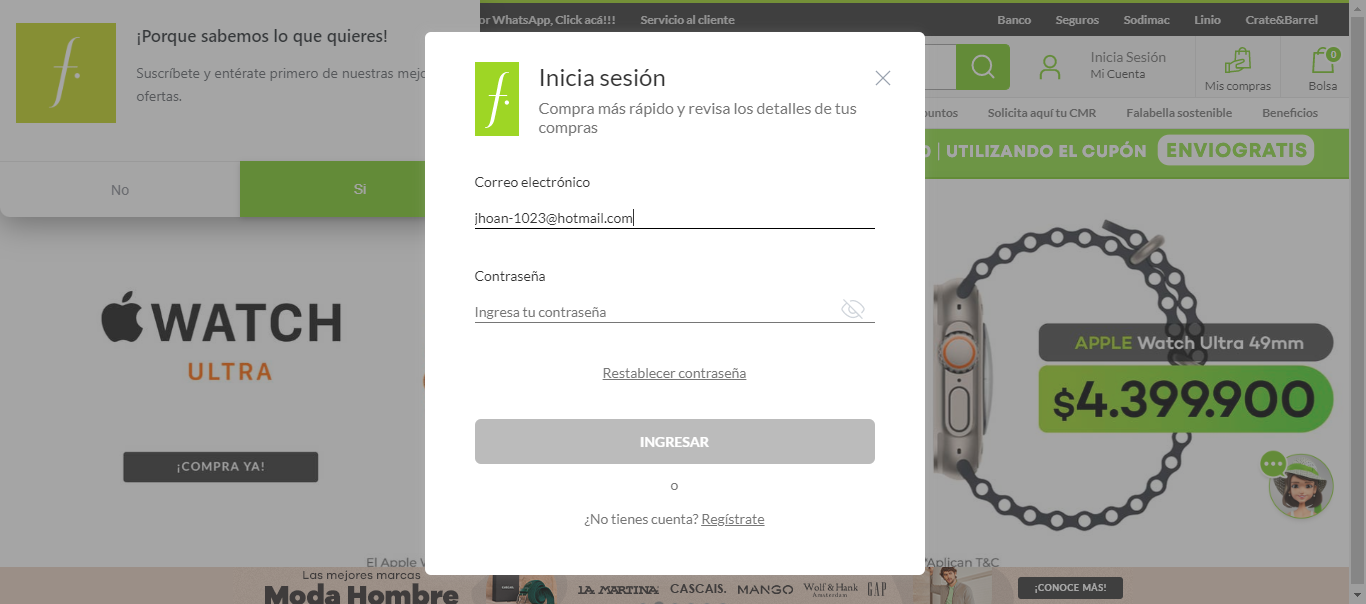 or WhatsApp, Click acá!!! Servicio al cliente Banco Seguros Sodimac Linio Crate&Barrel
¡Porque sabemos lo que quieres!
Suscríbete y entérate primero de nuestras
ofertas.
No Si
f.
Inicia sesión
Compra más rápido y revisa los detalles de tus
compras
Correo electrónico
jhoan-1023@hotmail.com
Contraseña
Ingresa tu contraseña
Restablecer contraseña
INGRESAR
o
¿No tienes cuenta? Regístrate
Inicia Sesión
Mi Cuenta
Mis compras
0
Bolsa
Solicita aquí tu CMR Falabella sostenible Beneficios
| UTILIZANDO EL CUPÓN ENVIOGRATIS
WATCH
ULTRA
¡COMPRA YA!
APPLE Watch Ultra 49mm
$4.399.900
El Apple
*Aplican T&C
Las mejores marcas
Moda Hombre
LA MARTINA. CASCAIS. MANGO Wolf & Hank GAP
Amsterdam
¡CONOCE MÁS!